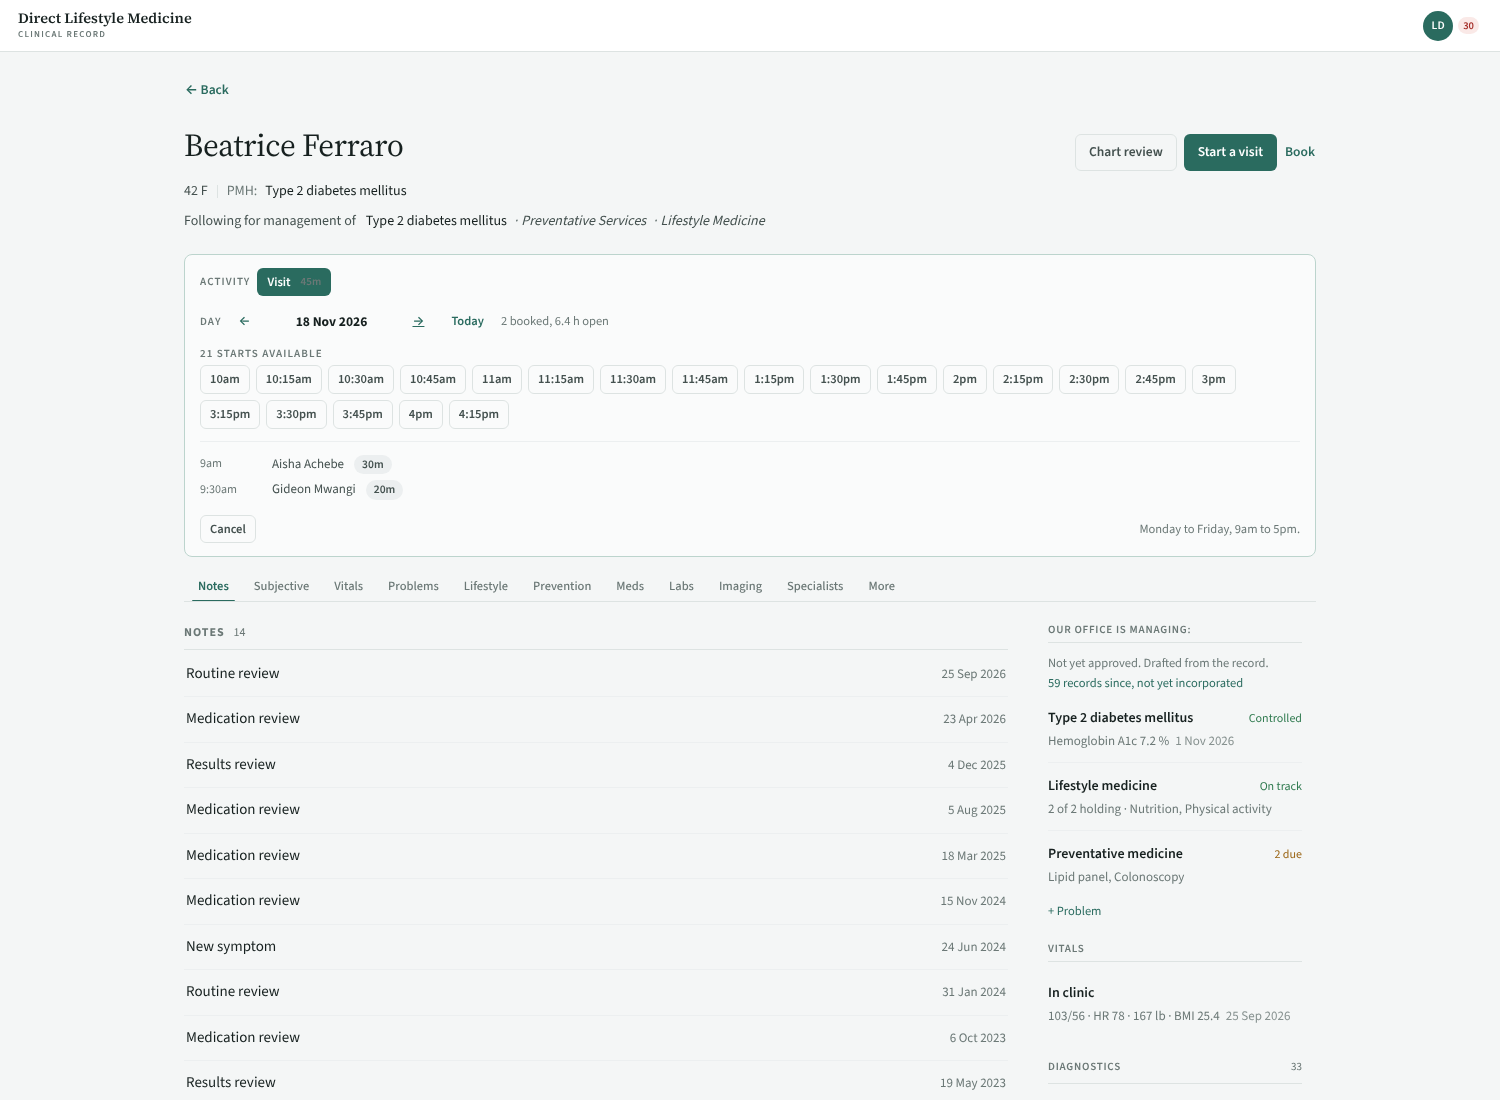 Direct Lifestyle Medicine
CLINICAL RECORD
LD 30
← Back
Beatrice Ferraro
Chart review Start a visit Book
42 F PMH: Type 2 diabetes mellitus
Following for management of Type 2 diabetes mellitus · Preventative Services · Lifestyle Medicine
ACTIVITY Visit 45m
DAY ← 18 Nov 2026 → Today 2 booked, 6.4 h open
21 STARTS AVAILABLE
10am 10:15am 10:30am 10:45am 11am 11:15am 11:30am 11:45am 1:15pm 1:30pm 1:45pm 2pm 2:15pm 2:30pm 2:45pm 3pm
3:15pm 3:30pm 3:45pm 4pm 4:15pm
9am Aisha Achebe 30m
9:30am Gideon Mwangi 20m
Cancel Monday to Friday, 9am to 5pm.
Notes Subjective Vitals Problems Lifestyle Prevention Meds Labs Imaging Specialists More
NOTES 14
Routine review 25 Sep 2026
Medication review 23 Apr 2026
Results review 4 Dec 2025
Medication review 5 Aug 2025
Medication review 18 Mar 2025
Medication review 15 Nov 2024
New symptom 24 Jun 2024
Routine review 31 Jan 2024
Medication review 6 Oct 2023
Results review 19 May 2023
OUR OFFICE IS MANAGING:
Not yet approved. Drafted from the record.
59 records since, not yet incorporated
Type 2 diabetes mellitus Controlled
Hemoglobin A1c 7.2 % 1 Nov 2026
Lifestyle medicine On track
2 of 2 holding · Nutrition, Physical activity
Preventative medicine 2 due
Lipid panel, Colonoscopy
+ Problem
VITALS
In clinic
103/56 · HR 78 · 167 lb · BMI 25.4 25 Sep 2026
DIAGNOSTICS 33